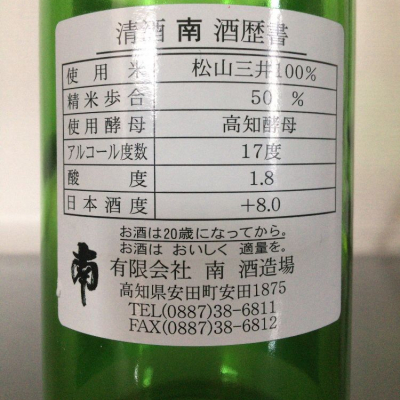 清酒 南 酒歴書
使用米 松山三井100%
精米歩合 50 %
使用酵母 高知酵母
アルコール度数 17度
酸度 1.8
日本酒度 +8.0
お酒は20歳になってから。
お酒は おいしく 適量を。
南 有限会社 南 酒造場
高知県安田町安田1875
TEL(0887)38-6811
FAX(0887)38-6812